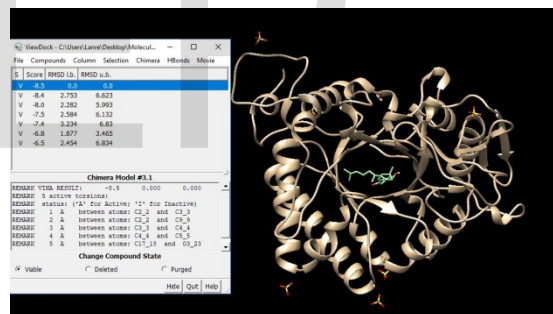 ViewDock - C:\Users\Lanre\Desktop\Molecul...
File Compounds Column Selection Chimera HBonds Movie
S Score RMSD l.b. RMSD u.b.
V -8.5 0.0 0.0
V -8.4 2.753 6.623
V -8.0 2.282 5.993
V -7.5 2.584 6.132
V -7.4 3.234 6.83
V -6.8 1.877 3.465
V -6.5 2.454 6.834
Chimera Model #3.1
REMARK VINA RESULT: -8.5 0.000 0.000
REMARK 5 active torsions:
REMARK status: ('A' for Active; 'I' for Inactive)
REMARK 1 A between atoms: C2_2 and C3_3
REMARK 2 A between atoms: C2_2 and C9_9
REMARK 3 A between atoms: C3_3 and C4_4
REMARK 4 A between atoms: C4_4 and C5_5
REMARK 5 A between atoms: C17_18 and O3_23
Change Compound State
Viable Deleted Purged
Hide Quit Help